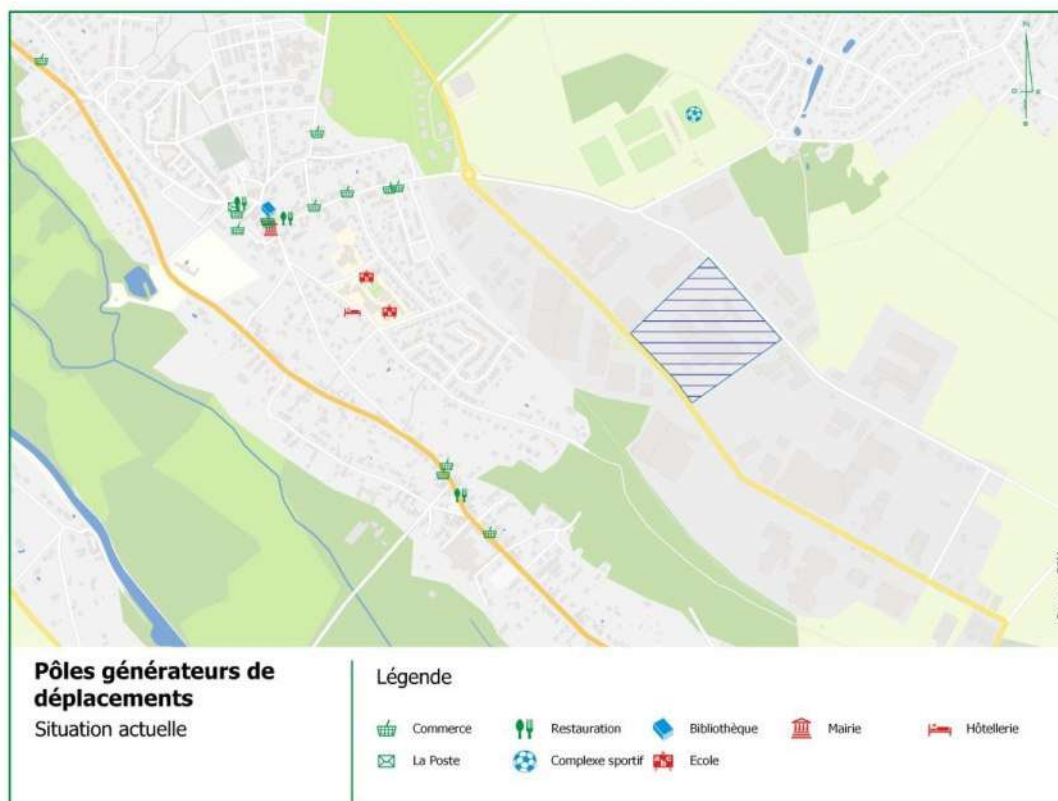 N
O
E
S
Pôles générateurs de
déplacements
Situation actuelle
Légende
Commerce
Restauration
Bibliothèque
Mairie
Hôtellerie
La Poste
Complexe sportif
Ecole